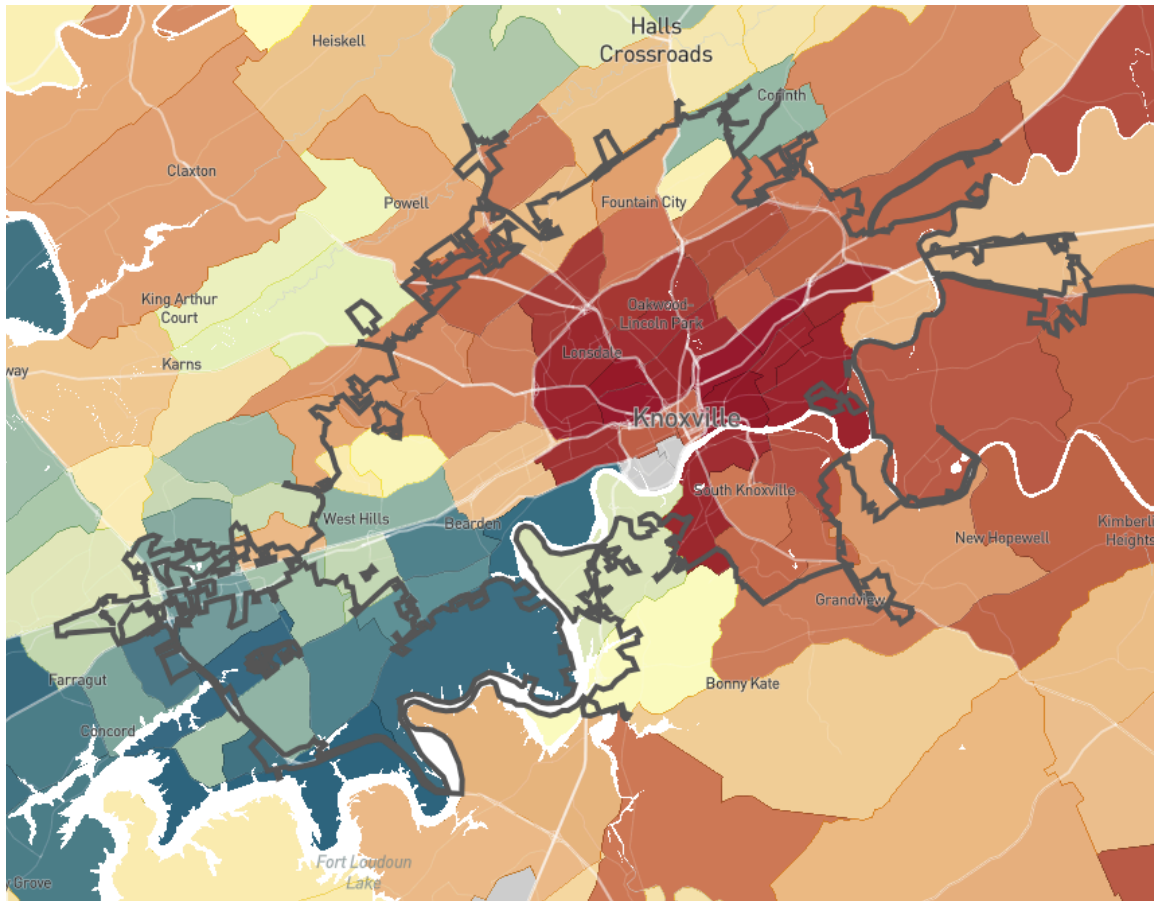 Halls
Crossroads
Heiskell
Corinth
Claxton
Powell
Fountain City
King Arthur
Court
Oakwood-
Lincoln Park
Lonsdale
Karns
way
Knoxville
South Knoxville
West Hills
Bearden
New Hopewell
Kimberli
Heights
Grandview
Farragut
Bonny Kate
Concord
Fort Loudoun
Lake
y Grove